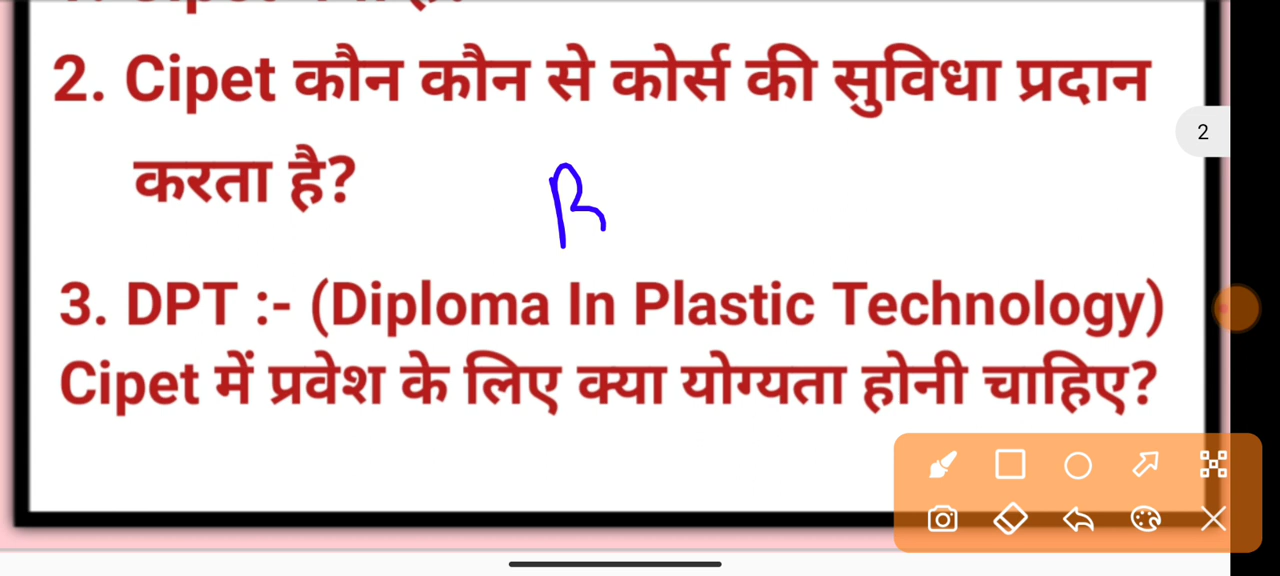 2. Cipet कौन कौन से कोर्स की सुविधा प्रदान
करता है?
3. DPT :- (Diploma In Plastic Technology)
Cipet में प्रवेश के लिए क्या योग्यता होनी चाहिए?
2